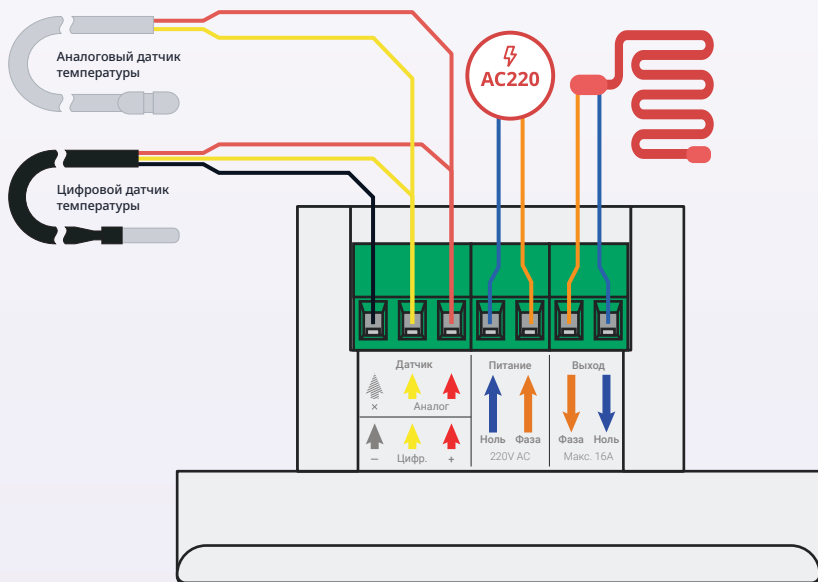 Аналоговый датчик
температуры
AC220
Цифровой датчик
температуры
Датчик
Питание
Выход
× Аналог
Ноль Фаза
Фаза Ноль
– Цифр. +
220V AC
Макс. 16A